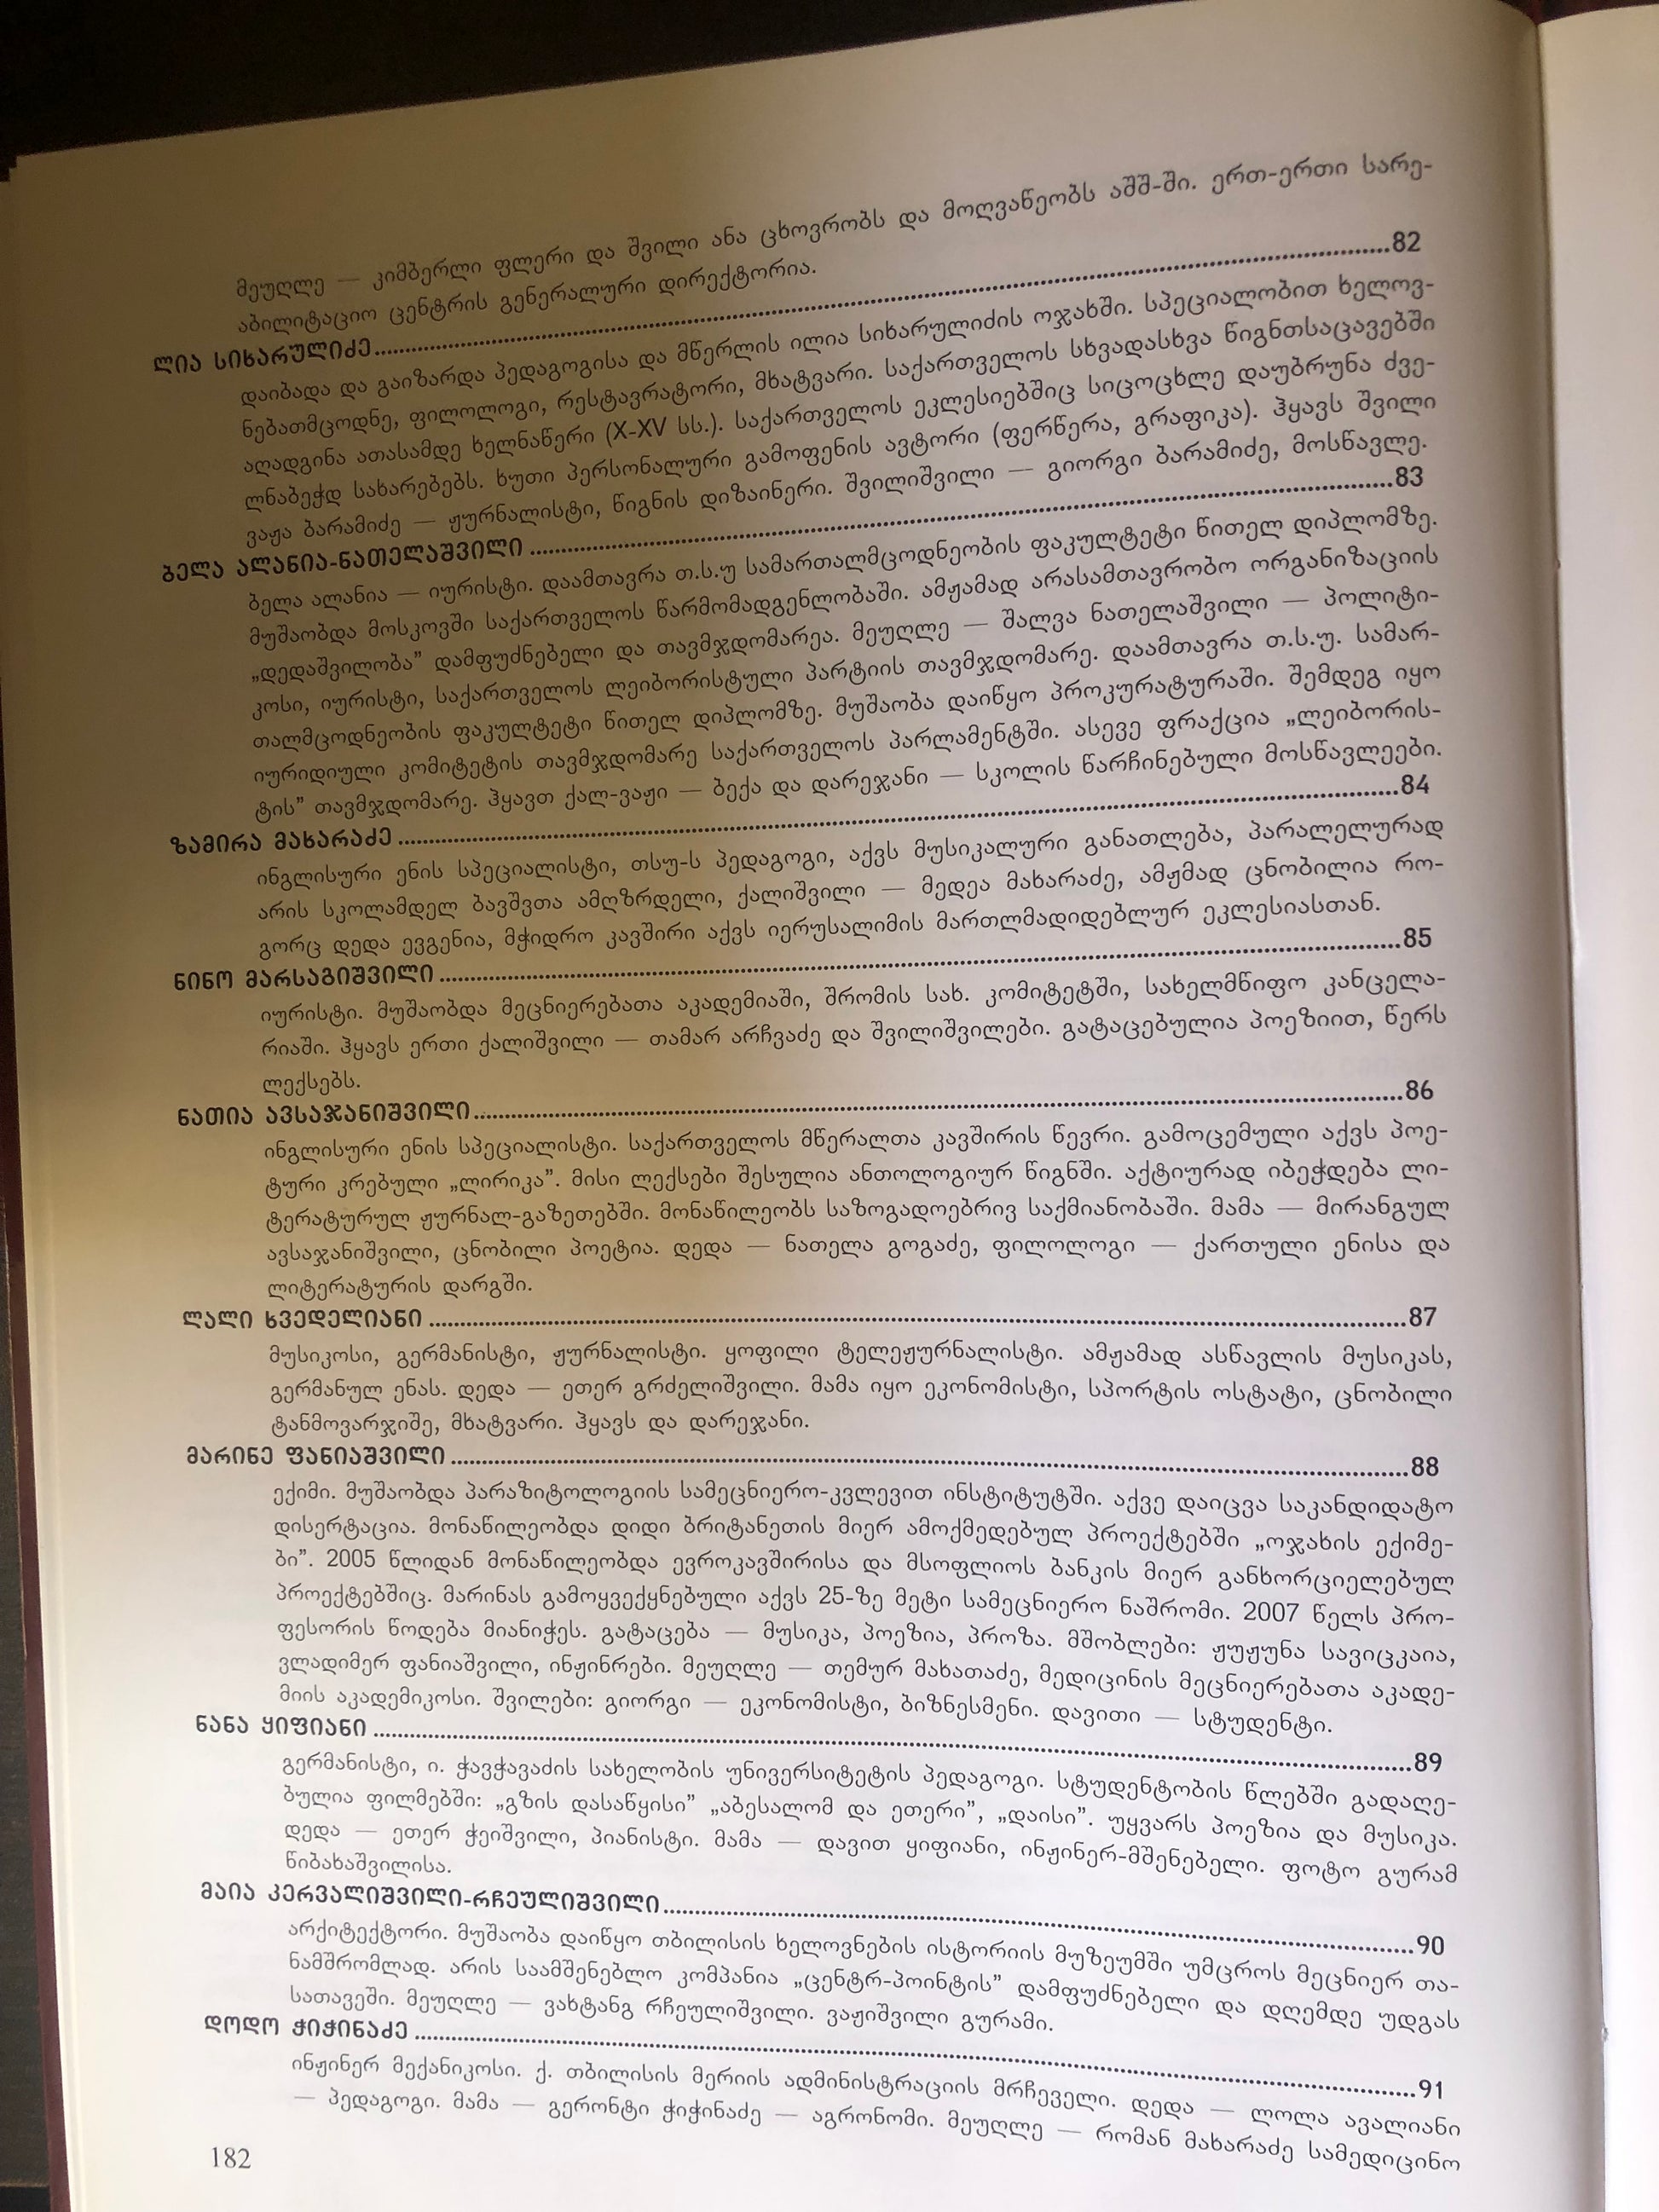 მეუღლე — კიმბერლი ფლერი და შვილი ანა ცხოვრობს და მოღვაწეობს აშშ-ში. ერთ-ერთი სარე-
აბილიტაციო ცენტრის გენერალური დირექტორია.
ლია სიხარულიძე....................82
დაიბადა და გაიზარდა პედაგოგისა და მწერლის ილია სიხარულიძის ოჯახში. სპეციალობით ხელოვ-
ნებათმცოდნე, ფილოლოგი, რესტავრატორი, მხატვარი. საქართველოს სხვადასხვა წიგნთსაცავებში
აღადგინა ათასამდე ხელნაწერი (X-XV სს.). საქართველოს ეკლესიებშიც სიცოცხლე დაუბრუნა ძვე-
ლნაბეჭდ სახარებებს. ხუთი პერსონალური გამოფენის ავტორი (ფერწერა, გრაფიკა). ჰყავს შვილი
ვაჟა ბარამიძე — ჟურნალისტი, წიგნის დიზაინერი. შვილიშვილი — გიორგი ბარამიძე, მოსწავლე.
ბელა ალანია-ნათელაშვილი ....................83
ბელა ალანია — იურისტი. დაამთავრა თ.ს.უ სამართალმცოდნეობის ფაკულტეტი წითელ დიპლომზე.
მუშაობდა მოსკოვში საქართველოს წარმომადგენლობაში. ამჟამად არასამთავრობო ორგანიზაციის
„დედაშვილობა” დამფუძნებელი და თავმჯდომარეა. მეუღლე — შალვა ნათელაშვილი — პოლიტი-
კოსი, იურისტი, საქართველოს ლეიბორისტული პარტიის თავმჯდომარე. დაამთავრა თ.ს.უ. სამარ-
თალმცოდნეობის ფაკულტეტი წითელ დიპლომზე. მუშაობა დაიწყო პროკურატურაში. შემდეგ იყო
იურიდიული კომიტეტის თავმჯდომარე საქართველოს პარლამენტში. ასევე ფრაქცია „ლეიბორის-
ტის” თავმჯდომარე. ჰყავთ ქალ-ვაჟი — ბექა და დარეჯანი — სკოლის წარჩინებული მოსწავლეები.
ზამირა მახარაძე ....................84
ინგლისური ენის სპეციალისტი, თსუ-ს პედაგოგი, აქვს მუსიკალური განათლება, პარალელურად
არის სკოლამდელ ბავშვთა ამღზრდელი, ქალიშვილი — მედეა მახარაძე, ამჟმად ცნობილია რო-
გორც დედა ევგენია, მჭიდრო კავშირი აქვს იერუსალიმის მართლმადიდებლურ ეკლესიასთან.
ნინო მარსაგიშვილი ....................85
იურისტი. მუშაობდა მეცნიერებათა აკადემიაში, შრომის სახ. კომიტეტში, სახელმწიფო კანცელა-
რიაში. ჰყავს ერთი ქალიშვილი — თამარ არჩვაძე და შვილიშვილები. გატაცებულია პოეზიით, წერს
ლექსებს.
ნათია ავსაჯანიშვილი....................86
ინგლისური ენის სპეციალისტი. საქართველოს მწერალთა კავშირის წევრი. გამოცემული აქვს პოე-
ტური კრებული „ლირიკა”. მისი ლექსები შესულია ანთოლოგიურ წიგნში. აქტიურად იბეჭდება ლი-
ტერატურულ ჟურნალ-გაზეთებში. მონაწილეობს საზოგადოებრივ საქმიანობაში. მამა — მირანგულ
ავსაჯანიშვილი, ცნობილი პოეტია. დედა — ნათელა გოგაძე, ფილოლოგი — ქართული ენისა და
ლიტერატურის დარგში.
ლალი ხვედელიანი ....................87
მუსიკოსი, გერმანისტი, ჟურნალისტი. ყოფილი ტელეჟურნალისტი. ამჟამად ასწავლის მუსიკას,
გერმანულ ენას. დედა — ეთერ გრძელიშვილი. მამა იყო ეკონომისტი, სპორტის ოსტატი, ცნობილი
ტანმოვარჯიშე, მხატვარი. ჰყავს და დარეჯანი.
მარინე ფანიაშვილი ....................88
ექიმი. მუშაობდა პარაზიტოლოგიის სამეცნიერო-კვლევით ინსტიტუტში. აქვე დაიცვა საკანდიდატო
დისერტაცია. მონაწილეობდა დიდი ბრიტანეთის მიერ ამოქმედებულ პროექტებში „ოჯახის ექიმე-
ბი”. 2005 წლიდან მონაწილეობდა ევროკავშირისა და მსოფლიოს ბანკის მიერ განხორციელებულ
პროექტებშიც. მარინას გამოყვექყნებული აქვს 25-ზე მეტი სამეცნიერო ნაშრომი. 2007 წელს პრო-
ფესორის წოდება მიანიჭეს. გატაცება — მუსიკა, პოეზია, პროზა. მშობლები: ჟუჟუნა სავიცკაია,
ვლადიმერ ფანიაშვილი, ინჟინრები. მეუღლე — თემურ მახათაძე, მედიცინის მეცნიერებათა აკადე-
მიის აკადემიკოსი. შვილები: გიორგი — ეკონომისტი, ბიზნესმენი. დავითი — სტუდენტი.
ნანა ყიფიანი ....................89
გერმანისტი, ი. ჭავჭავაძის სახელობის უნივერსიტეტის პედაგოგი. სტუდენტობის წლებში გადაღე-
ბულია ფილმებში: „გზის დასაწყისი” „აბესალომ და ეთერი”, „დაისი”. უყვარს პოეზია და მუსიკა.
დედა — ეთერ ჭეიშვილი, პიანისტი. მამა — დავით ყიფიანი, ინჟინერ-მშენებელი. ფოტო გურამ
წიბახაშვილისა.
მაია კერვალიშვილი-რჩეულიშვილი....................90
არქიტექტორი. მუშაობა დაიწყო თბილისის ხელოვნების ისტორიის მუზეუმში უმცროს მეცნიერ თა-
ნამშრომლად. არის საამშენებლო კომპანია „ცენტრ-პოინტის” დამფუძნებელი და დღემდე უდგას
სათავეში. მეუღლე — ვახტანგ რჩეულიშვილი. ვაჟიშვილი გურამი.
დოდო ჭიჭინაძე ....................91
ინჟინერ მექანიკოსი. ქ. თბილისის მერიის ადმინისტრაციის მრჩეველი. დედა — ლოლა ავალიანი
— პედაგოგი. მამა — გერონტი ჭიჭინაძე — აგრონომი. მეუღლე — რომან მახარაძე სამედიცინო
182